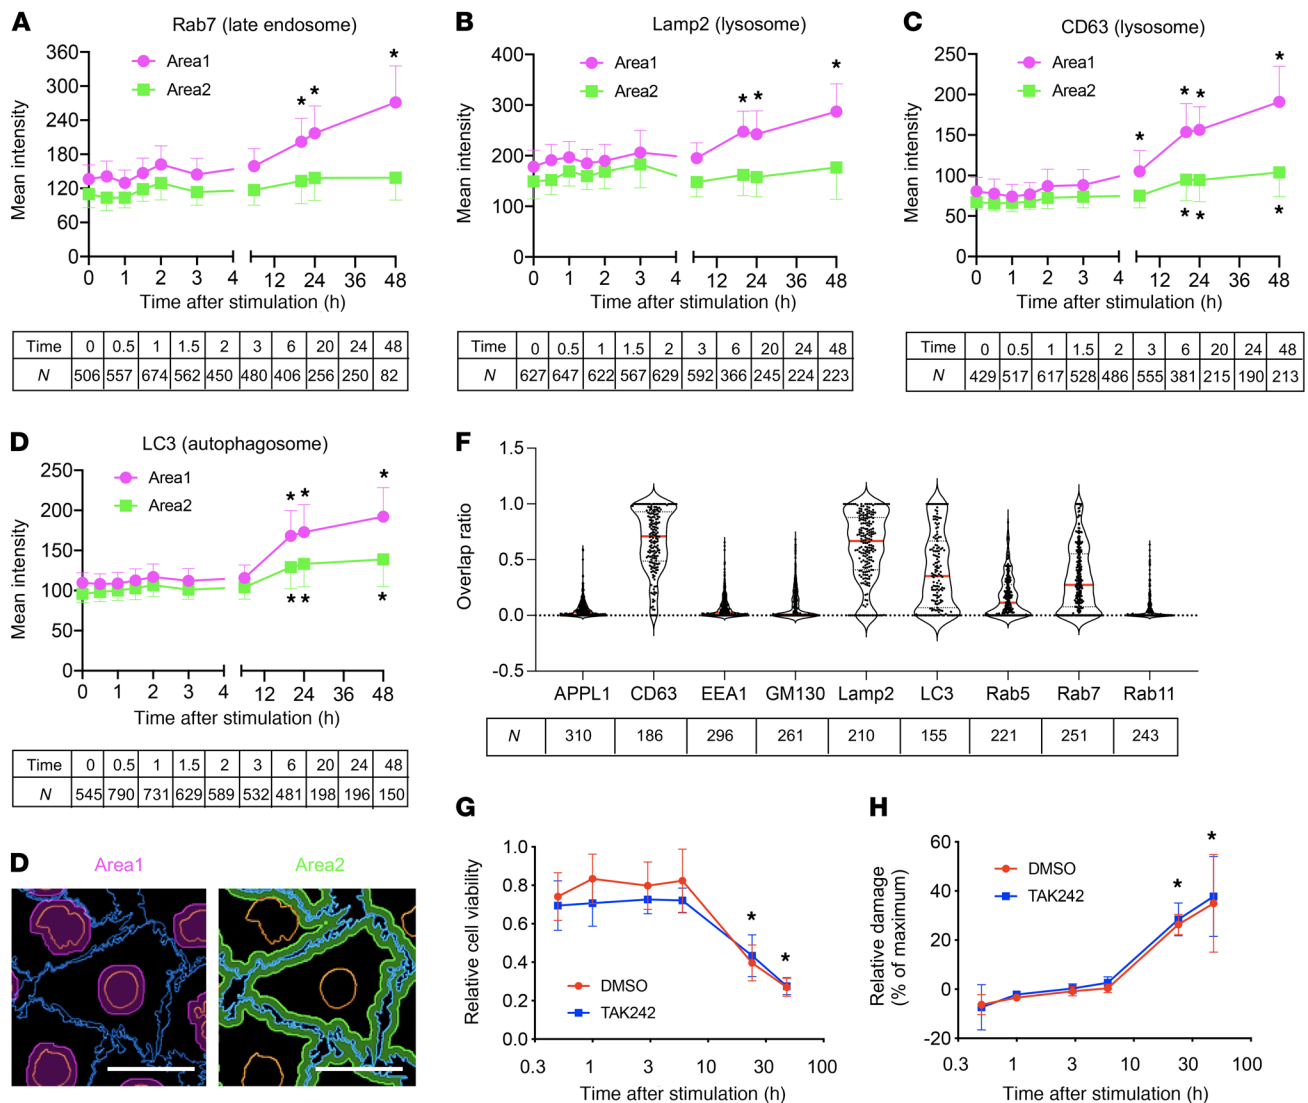 A
Rab7 (late endosome)
Mean intensity
360
300
240
180
120
60
0
Area1
Area2
*
*
*
0 1 2 3 4 12 24 36 48
Time after stimulation (h)
Time 0 0.5 1 1.5 2 3 6 20 24 48
N 506 557 674 562 450 480 406 256 250 82
B
Lamp2 (lysosome)
Mean intensity
400
300
200
100
0
Area1
Area2
*
*
*
0 1 2 3 4 12 24 36 48
Time after stimulation (h)
Time 0 0.5 1 1.5 2 3 6 20 24 48
N 627 647 622 567 629 592 366 245 224 223
C
CD63 (lysosome)
Mean intensity
250
200
150
100
50
0
Area1
Area2
*
*
*
*
*
*
*
0 1 2 3 4 12 24 36 48
Time after stimulation (h)
Time 0 0.5 1 1.5 2 3 6 20 24 48
N 429 517 617 528 486 555 381 215 190 213
D
LC3 (autophagosome)
Mean intensity
250
200
150
100
50
0
Area1
Area2
*
*
*
*
*
*
0 1 2 3 4 12 24 36 48
Time after stimulation (h)
Time 0 0.5 1 1.5 2 3 6 20 24 48
N 545 790 731 629 589 532 481 198 196 150
F
Overlap ratio
1.5
1.0
0.5
0.0
-0.5
APPL1 CD63 EEA1 GM130 Lamp2 LC3 Rab5 Rab7 Rab11
N 310 186 296 261 210 155 221 251 243
D
Area1
Area2
G
Relative cell viability
1.0
0.8
0.6
0.4
0.2
0.0
*
*
DMSO
TAK242
0.3 1 3 10 30 100
Time after stimulation (h)
H
Relative damage
(% of maximum)
60
40
20
0
-20
DMSO
TAK242
*
*
0.3 1 3 10 30 100
Time after stimulation (h)